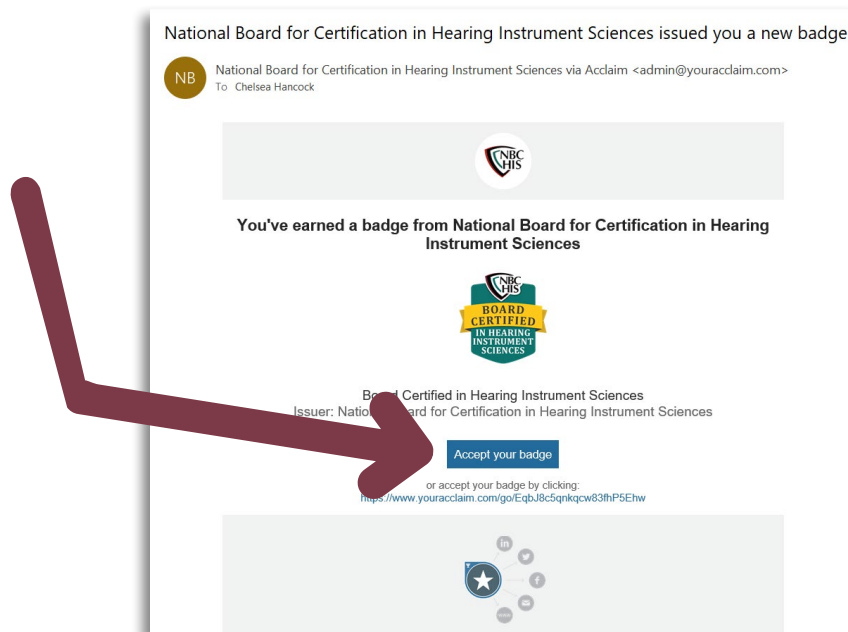 National Board for Certification in Hearing Instrument Sciences issued you a new badge
NB
National Board for Certification in Hearing Instrument Sciences via Acclaim <admin@youracclaim.com>
To Chelsea Hancock
NBC
HIS
You've earned a badge from National Board for Certification in Hearing
Instrument Sciences
NBC
HIS
BOARD
CERTIFIED
IN HEARING
INSTRUMENT
SCIENCES
Board Certified in Hearing Instrument Sciences
Issuer: National Board for Certification in Hearing Instrument Sciences
Accept your badge
or accept your badge by clicking:
https://www.youracclaim.com/go/EqbJ8c5qnkqcw83fhP5Ehw
in
f